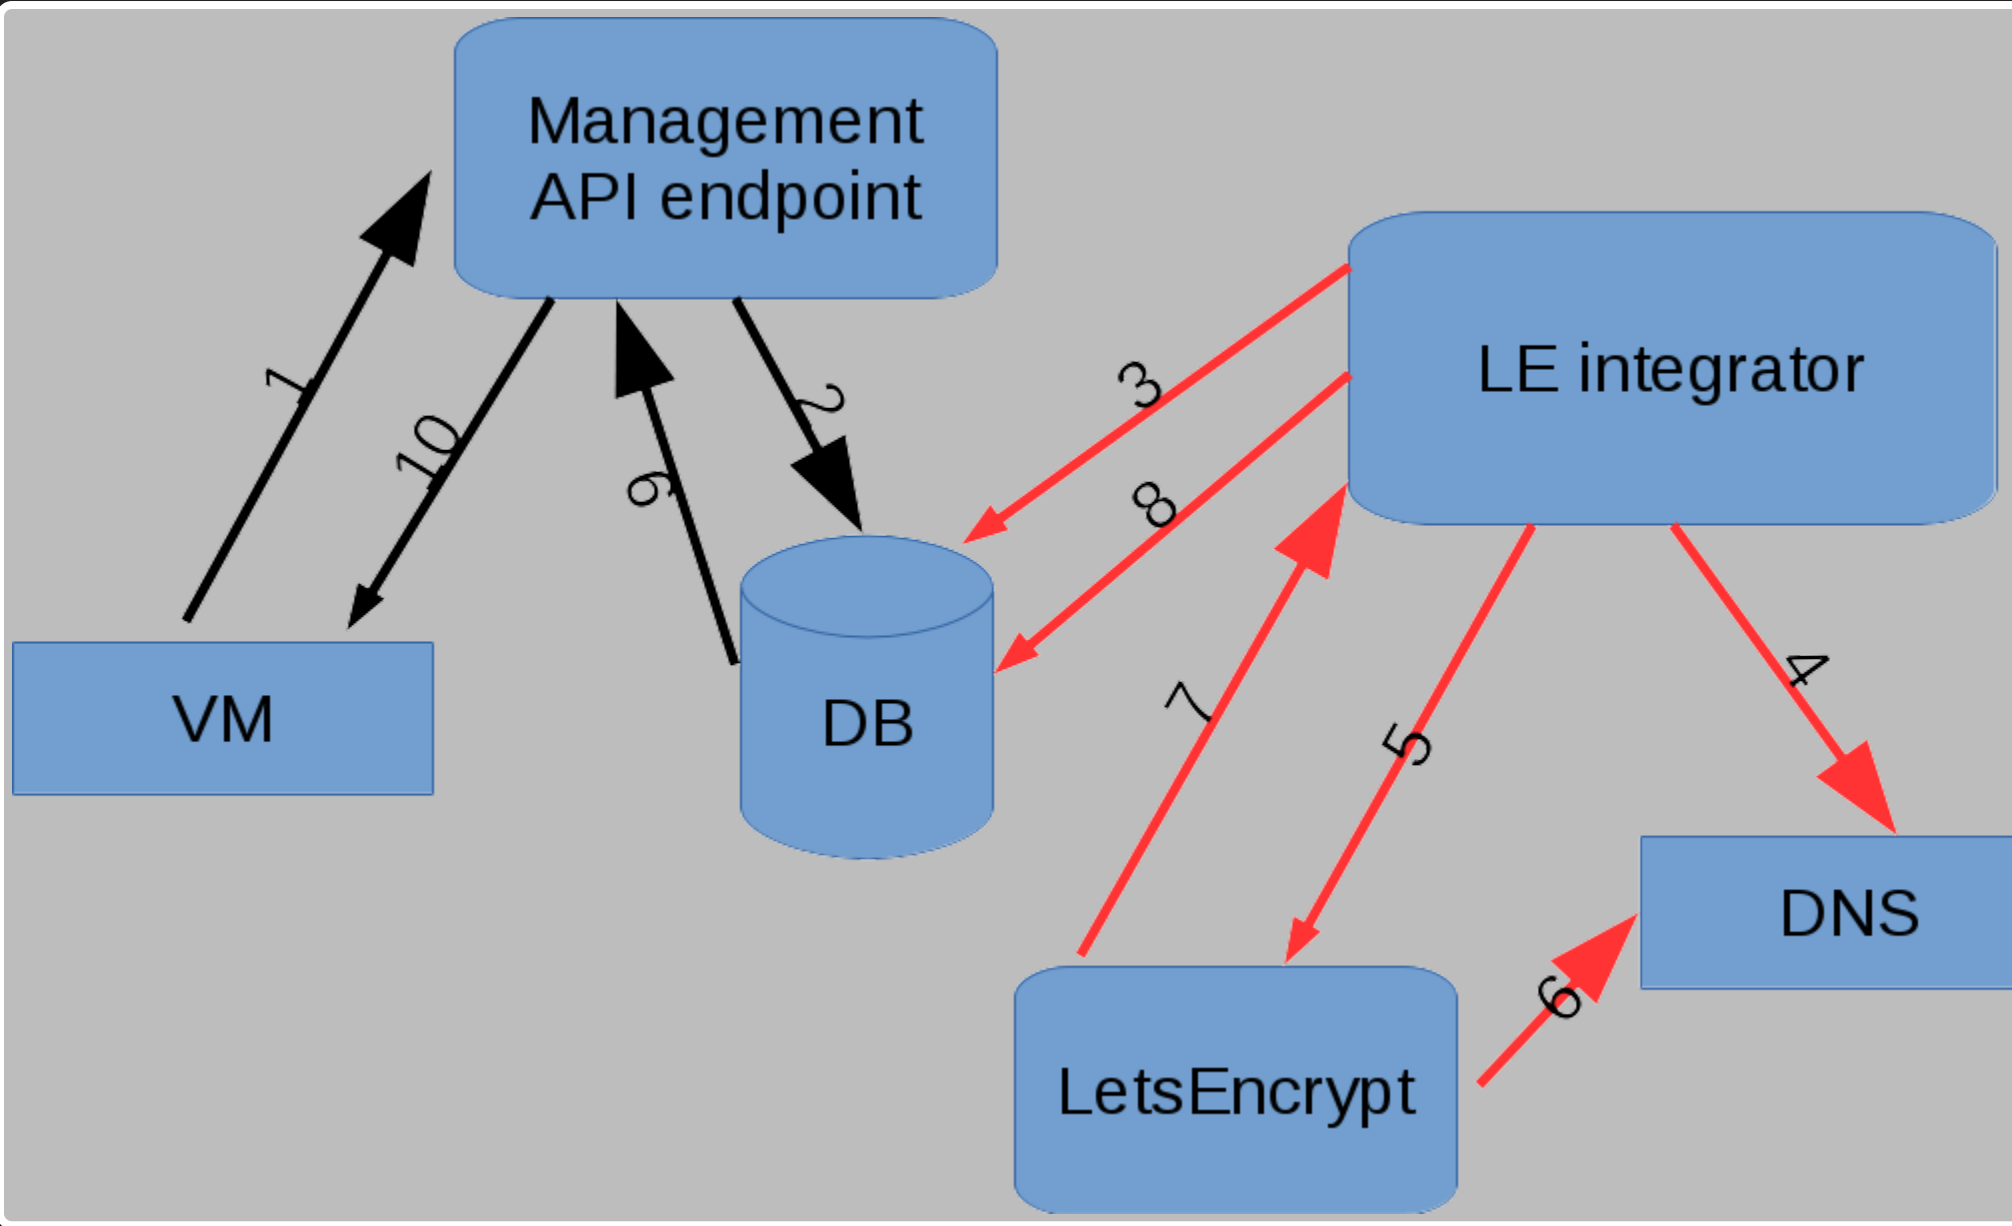 Management
API endpoint
LE integrator
1
10
9
2
3
8
VM
DB
7
5
4
DNS
6
LetsEncrypt